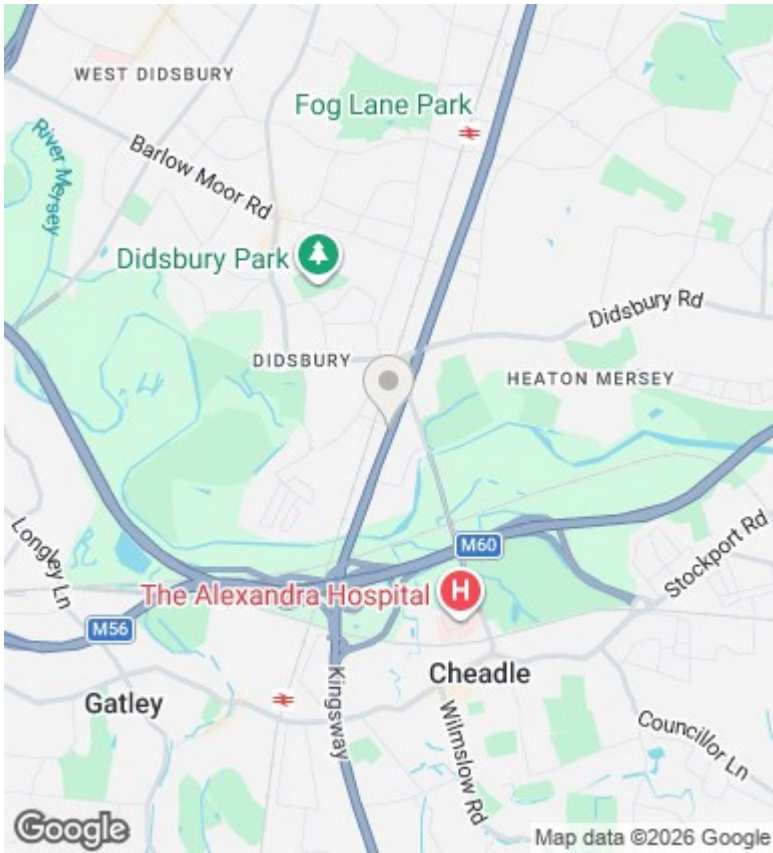 WEST DIDSBURY
Fog Lane Park
River Mersey
Barlow Moor Rd
Didsbury Park
Didsbury Rd
DIDSBURY
HEATON MERSEY
Longley Ln
M60
Stockport Rd
The Alexandra Hospital
H
M56
Cheadle
Gatley
Kingsway
Wilmslow Rd
Councillor Ln
Google
Map data ©2026 Google